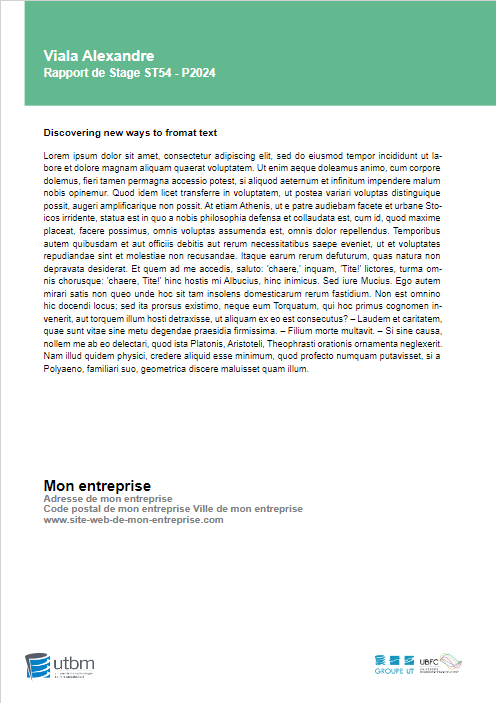 Viala Alexandre
Rapport de Stage ST54 - P2024
Discovering new ways to fromat text
Lorem ipsum dolor sit amet, consectetur adipiscing elit, sed do eiusmod tempor incididunt ut la-
bore et dolore magnam aliquam quaerat voluptatem. Ut enim aeque doleamus animo, cum corpore
dolemus, fieri tamen permagna accessio potest, si aliquod aeternum et infinitum impendere malum
nobis opinemur. Quod idem licet transferre in voluptatem, ut postea variari voluptas distinguique
possit, augeri amplificarique non possit. At etiam Athenis, ut e patre audiebam facete et urbane Sto-
icos irridente, statua est in quo a nobis philosophia defensa et collaudata est, cum id, quod maxime
placeat, facere possimus, omnis voluptas assumenda est, omnis dolor repellendus. Temporibus
autem quibusdam et aut officiis debitis aut rerum necessitatibus saepe eveniet, ut et voluptates
repudiandae sint et molestiae non recusandae. Itaque earum rerum defuturum, quas natura non
depravata desiderat. Et quem ad me accedis, saluto: 'chaere,' inquam, 'Tite!' lictores, turma om-
nis chorusque: 'chaere, Tite!' hinc hostis mi Albucius, hinc inimicus. Sed iure Mucius. Ego autem
mirari satis non queo unde hoc sit tam insolens domesticarum rerum fastidium. Non est omnino
hic docendi locus; sed ita prorsus existimo, neque eum Torquatum, qui hoc primus cognomen in-
venerit, aut torquem illum hosti detraxisse, ut aliquam ex eo est consecutus? – Laudem et caritatem,
quae sunt vitae sine metu degendae praesidia firmissima. – Filium morte multavit. – Si sine causa,
nollem me ab eo delectari, quod ista Platonis, Aristoteli, Theophrasti orationis ornamenta neglexerit.
Nam illud quidem physici, credere aliquid esse minimum, quod profecto numquam putavisset, si a
Polyaeno, familiari suo, geometrica discere maluisset quam illum.
Mon entreprise
Adresse de mon entreprise
Code postal de mon entreprise Ville de mon entreprise
www.site-web-de-mon-entreprise.com
utbm
GROUPE UT
UBFC